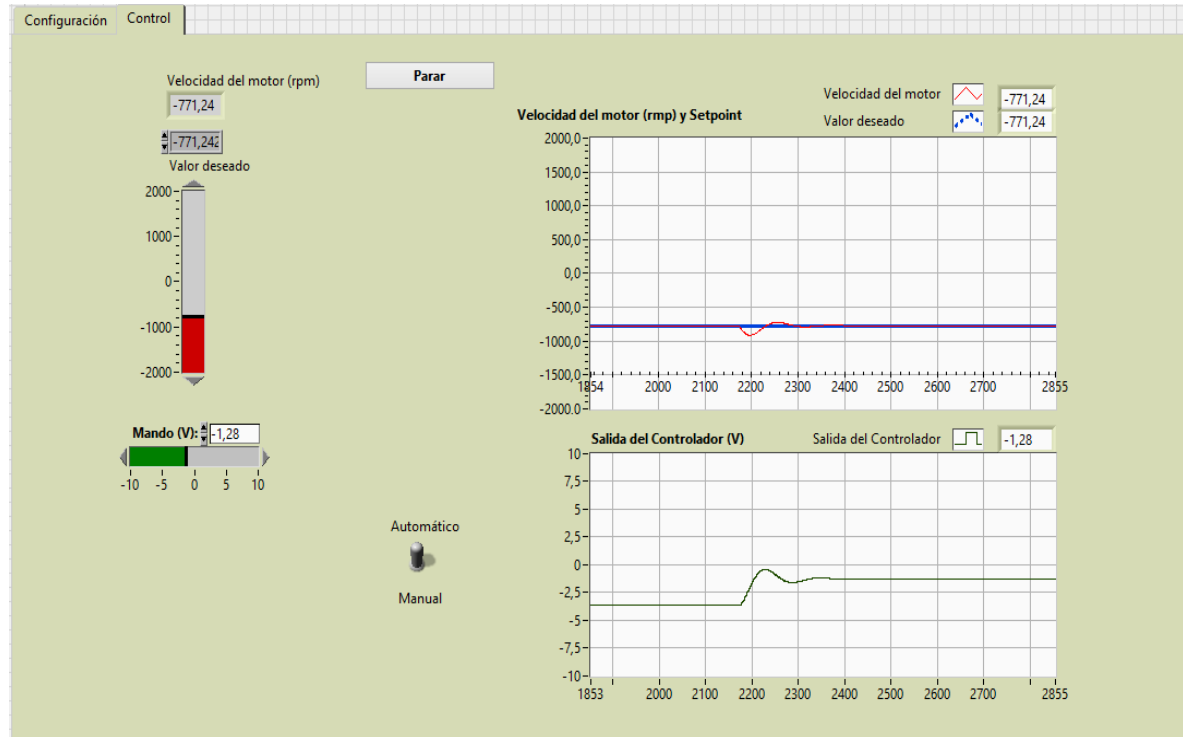 Configuración
Control
Velocidad del motor (rpm)
-771,24
-771,242
Valor deseado
2000
1000
0
-1000
-2000
Mando (V):
-1,28
-10 -5 0 5 10
Parar
Automático
Manual
Velocidad del motor (rmp) y Setpoint
Velocidad del motor
-771,24
Valor deseado
-771,24
2000,0
1500,0
1000,0
500,0
0,0
-500,0
-1000,0
-1500,0
-2000.0
1854 2000 2100 2200 2300 2400 2500 2600 2700 2855
Salida del Controlador (V)
Salida del Controlador
-1,28
10
7,5
5
2,5
0
-2,5
-5
-7,5
-10
1853 2000 2100 2200 2300 2400 2500 2600 2700 2855